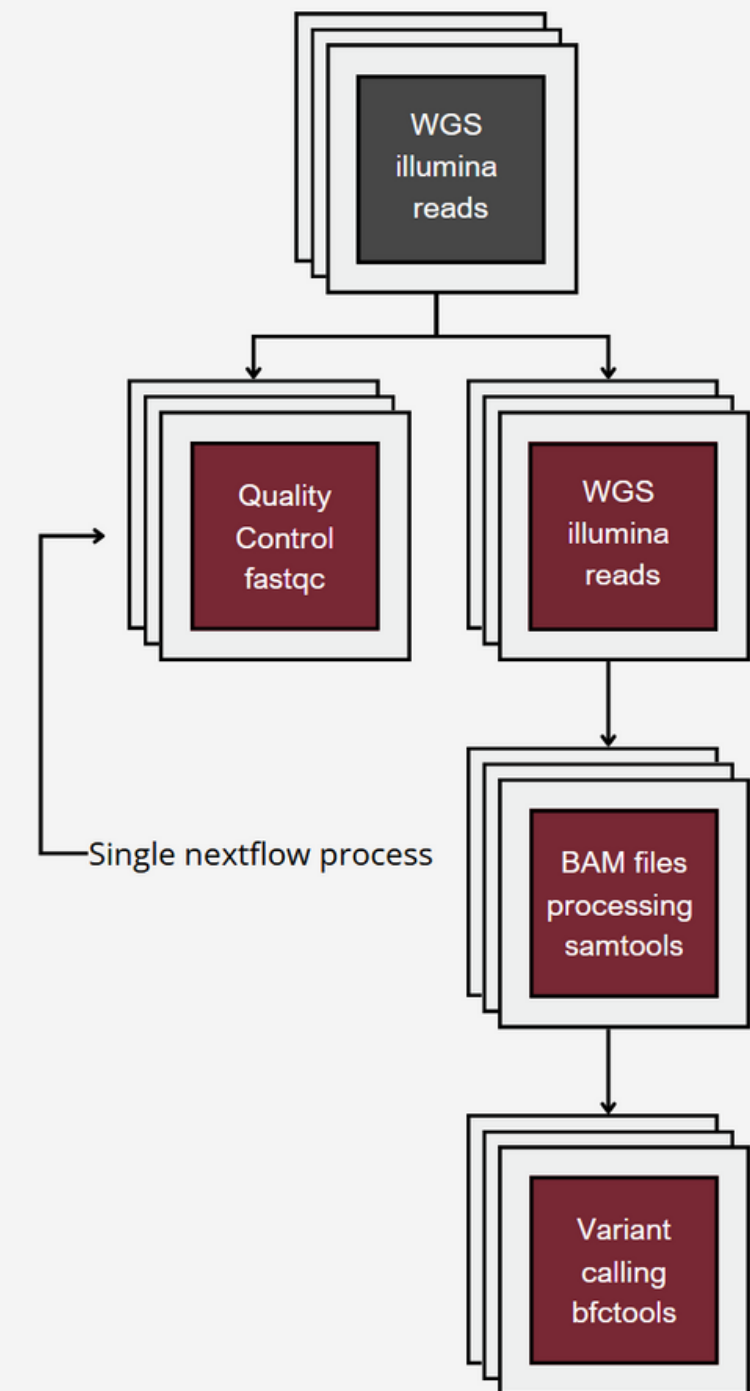 WGS
illumina
reads
Quality
Control
fastqc
WGS
illumina
reads
Single nextflow process
BAM files
processing
samtools
Variant
calling
bfctools